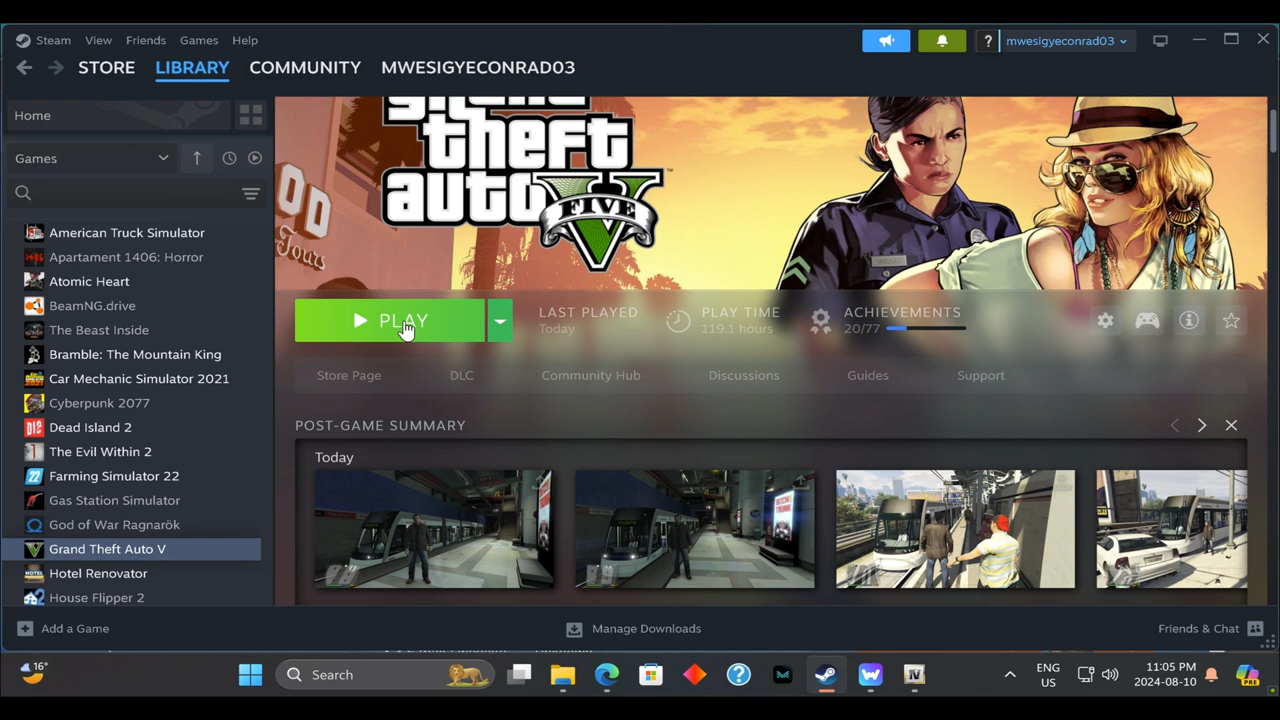 Steam View Friends Games Help
? mwesigyeconrad03
STORE LIBRARY COMMUNITY MWESIGYECONRAD03
Home
Games
American Truck Simulator
Apartament 1406: Horror
Atomic Heart
BeamNG.drive
The Beast Inside
Bramble: The Mountain King
Car Mechanic Simulator 2021
Cyberpunk 2077
Dead Island 2
The Evil Within 2
Farming Simulator 22
Gas Station Simulator
God of War Ragnarök
Grand Theft Auto V
Hotel Renovator
House Flipper 2
theft
auto
FIVE
OD
Tours
PLAY
LAST PLAYED
Today
PLAY TIME
119.1 hours
ACHIEVEMENTS
20/77
Store Page DLC Community Hub Discussions Guides Support
POST-GAME SUMMARY
Today
Add a Game
Manage Downloads
Friends & Chat
16°
Search
ENG
US
11:05 PM
2024-08-10
PRE